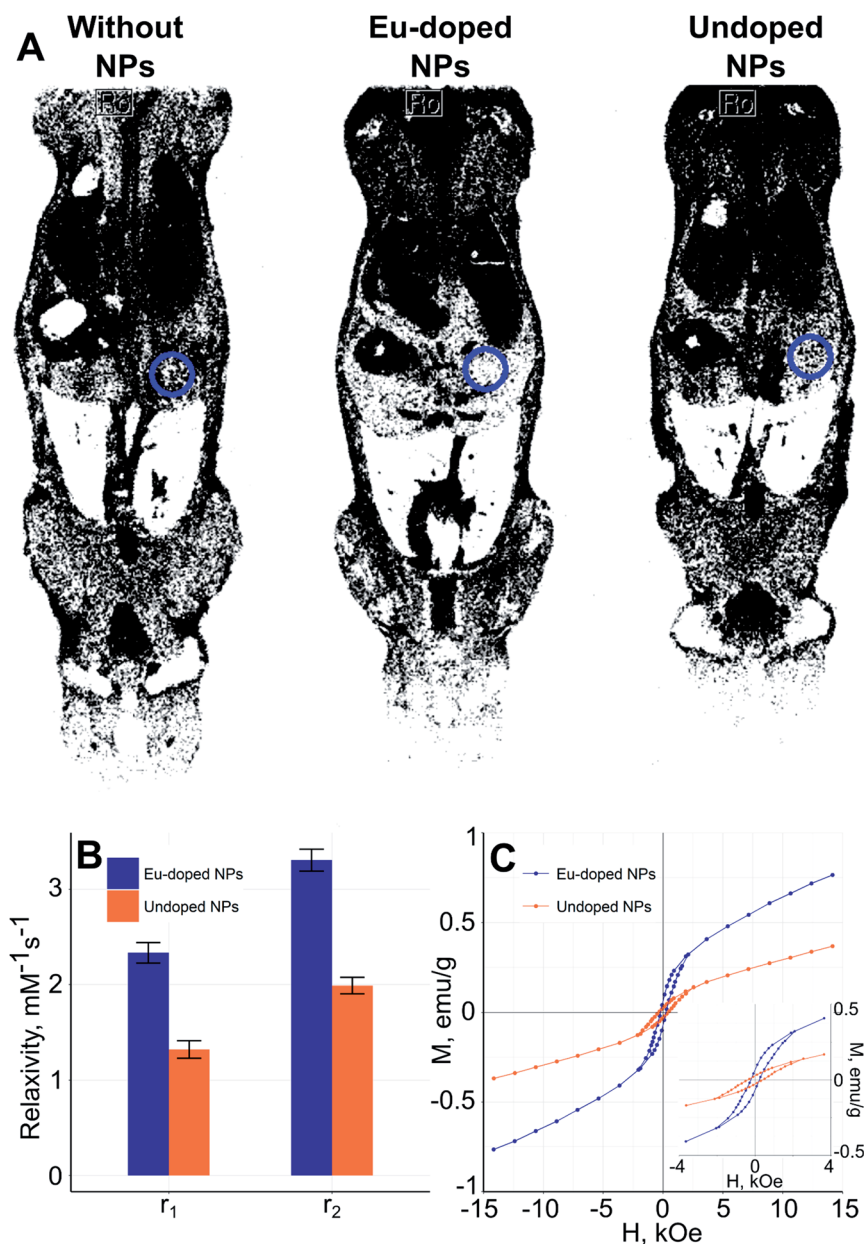 A
Without
NPs
Eu-doped
NPs
Undoped
NPs
Ro
Ro
Ro
B
Eu-doped NPs
Undoped NPs
Relaxivity, mM⁻¹s⁻¹
3
2
1
0
r₁
r₂
C
Eu-doped NPs
Undoped NPs
M, emu/g
1
0.5
0
-0.5
-1
-15
-10
-5
0
5
10
15
H, kOe
0.5
0
-0.5
M, emu/g
-4
0
4
H, kOe